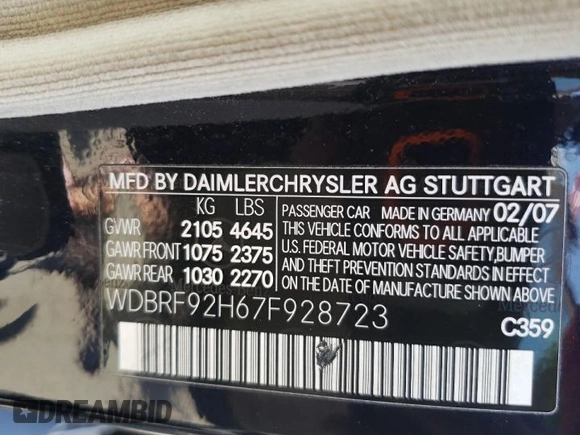 MFD BY DAIMLERCHRYSLER AG STUTTGART
KG LBS
GVWR 2105 4645
GAWR FRONT 1075 2375
GAWR REAR 1030 2270
PASSENGER CAR MADE IN GERMANY 02/07
THIS VEHICLE CONFORMS TO ALL APPLICABLE
U.S. FEDERAL MOTOR VEHICLE SAFETY, BUMPER
AND THEFT PREVENTION STANDARDS IN EFFECT
ON THE DATE OF MANUFACTURE SHOWN ABOVE
WDBRF92H67F928723
C359
DREAMBID